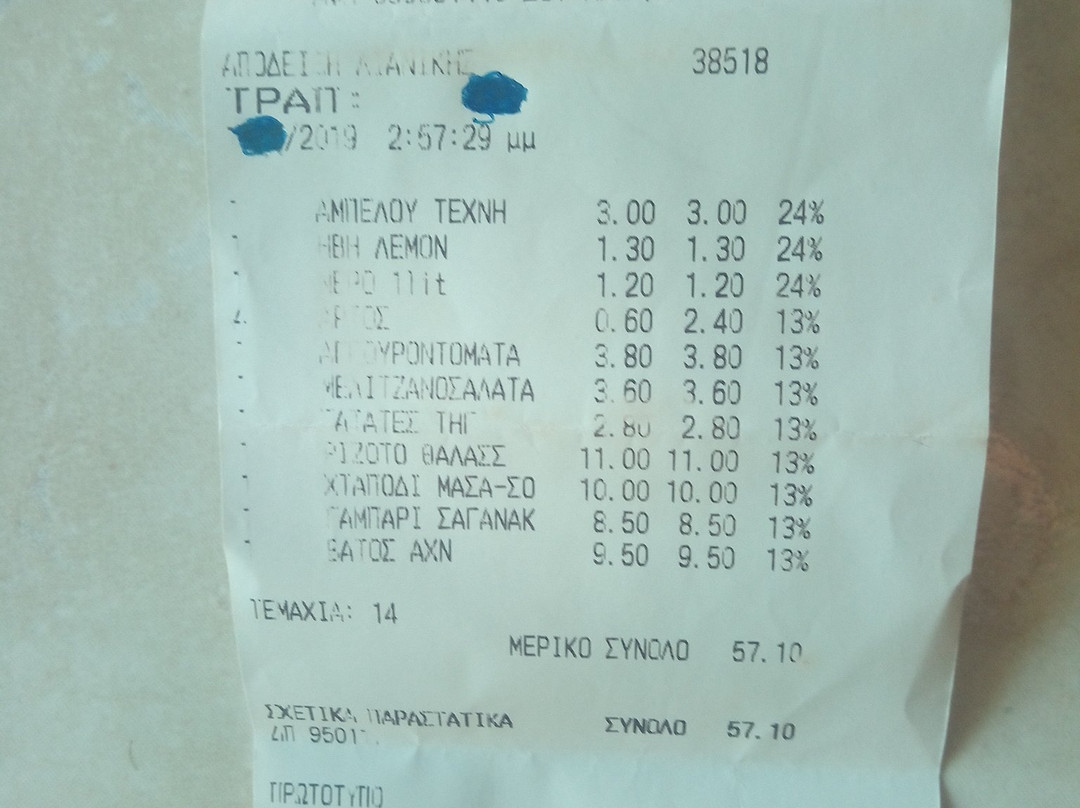 ΑΠΟΔΕΙΞΗ ΛΙΑΝΙΚΗΣ 38518
ΤΡΑΠ:
/2019 2:57:29 μμ
ΑΜΠΕΛΟΥ ΤΕΧΝΗ 3.00 3.00 24%
ΗΒΗ ΛΕΜΟΝ 1.30 1.30 24%
ΝΕΡΟ 1lit 1.20 1.20 24%
4 ΑΡΤΟΣ 0.60 2.40 13%
ΑΓΓΟΥΡΟΝΤΟΜΑΤΑ 3.80 3.80 13%
ΜΕΛΙΤΖΑΝΟΣΑΛΑΤΑ 3.60 3.60 13%
ΠΑΤΑΤΕΣ ΤΗΓ 2.80 2.80 13%
ΡΙΖΟΤΟ ΘΑΛΑΣΣ 11.00 11.00 13%
ΧΤΑΠΟΔΙ ΜΑΣΑ-ΣΟ 10.00 10.00 13%
ΓΑΜΠΑΡΙ ΣΑΓΑΝΑΚ 8.50 8.50 13%
ΒΑΤΟΣ ΑΧΝ 9.50 9.50 13%
ΤΕΜΑΧΙΑ: 14
ΜΕΡΙΚΟ ΣΥΝΟΛΟ 57.10
ΣΧΕΤΙΚΑ ΠΑΡΑΣΤΑΤΙΚΑ ΣΥΝΟΛΟ 57.10
ΔΠ
ΠΡΩΤΟΤΥΠΟ